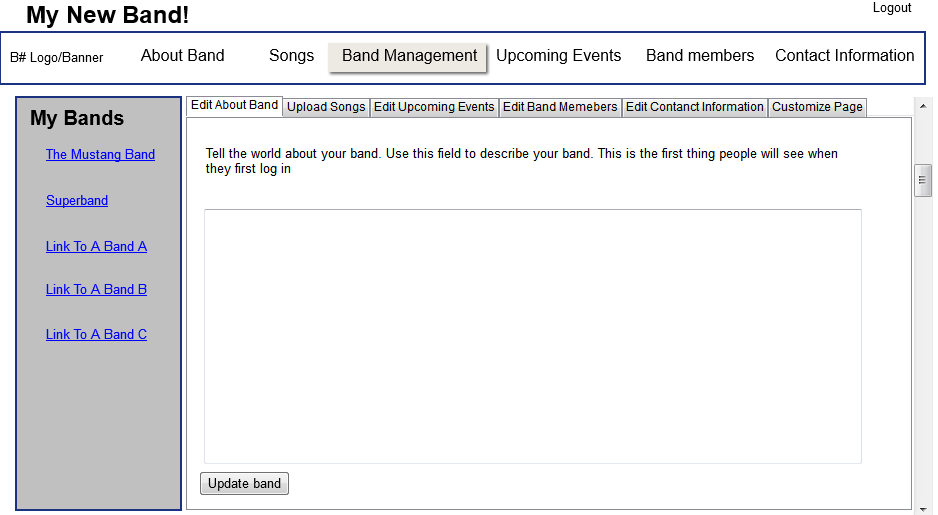 My New Band!
Logout
B# Logo/Banner
About Band
Songs
Band Management
Upcoming Events
Band members
Contact Information
My Bands
The Mustang Band
Superband
Link To A Band A
Link To A Band B
Link To A Band C
Edit About Band
Upload Songs
Edit Upcoming Events
Edit Band Memebers
Edit Contanct Information
Customize Page
Tell the world about your band. Use this field to describe your band. This is the first thing people will see when
they first log in
Update band